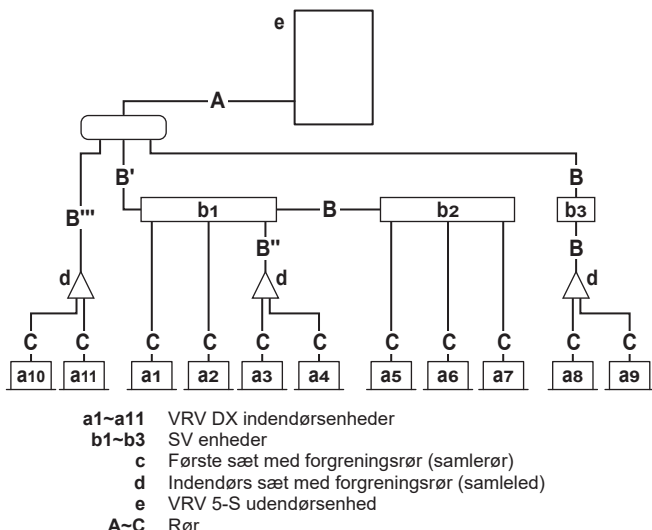 e
A
B'
B
B'''
b1
B
b2
b3
B''
B
d
d
d
C
C
C
C
C
C
C
C
C
C
C
a10
a11
a1
a2
a3
a4
a5
a6
a7
a8
a9
a1~a11 VRV DX indendørsenheder
b1~b3 SV enheder
c Første sæt med forgreningsrør (samlerør)
d Indendørs sæt med forgreningsrør (samleled)
e VRV 5-S udendørsenhed
A~C Rør